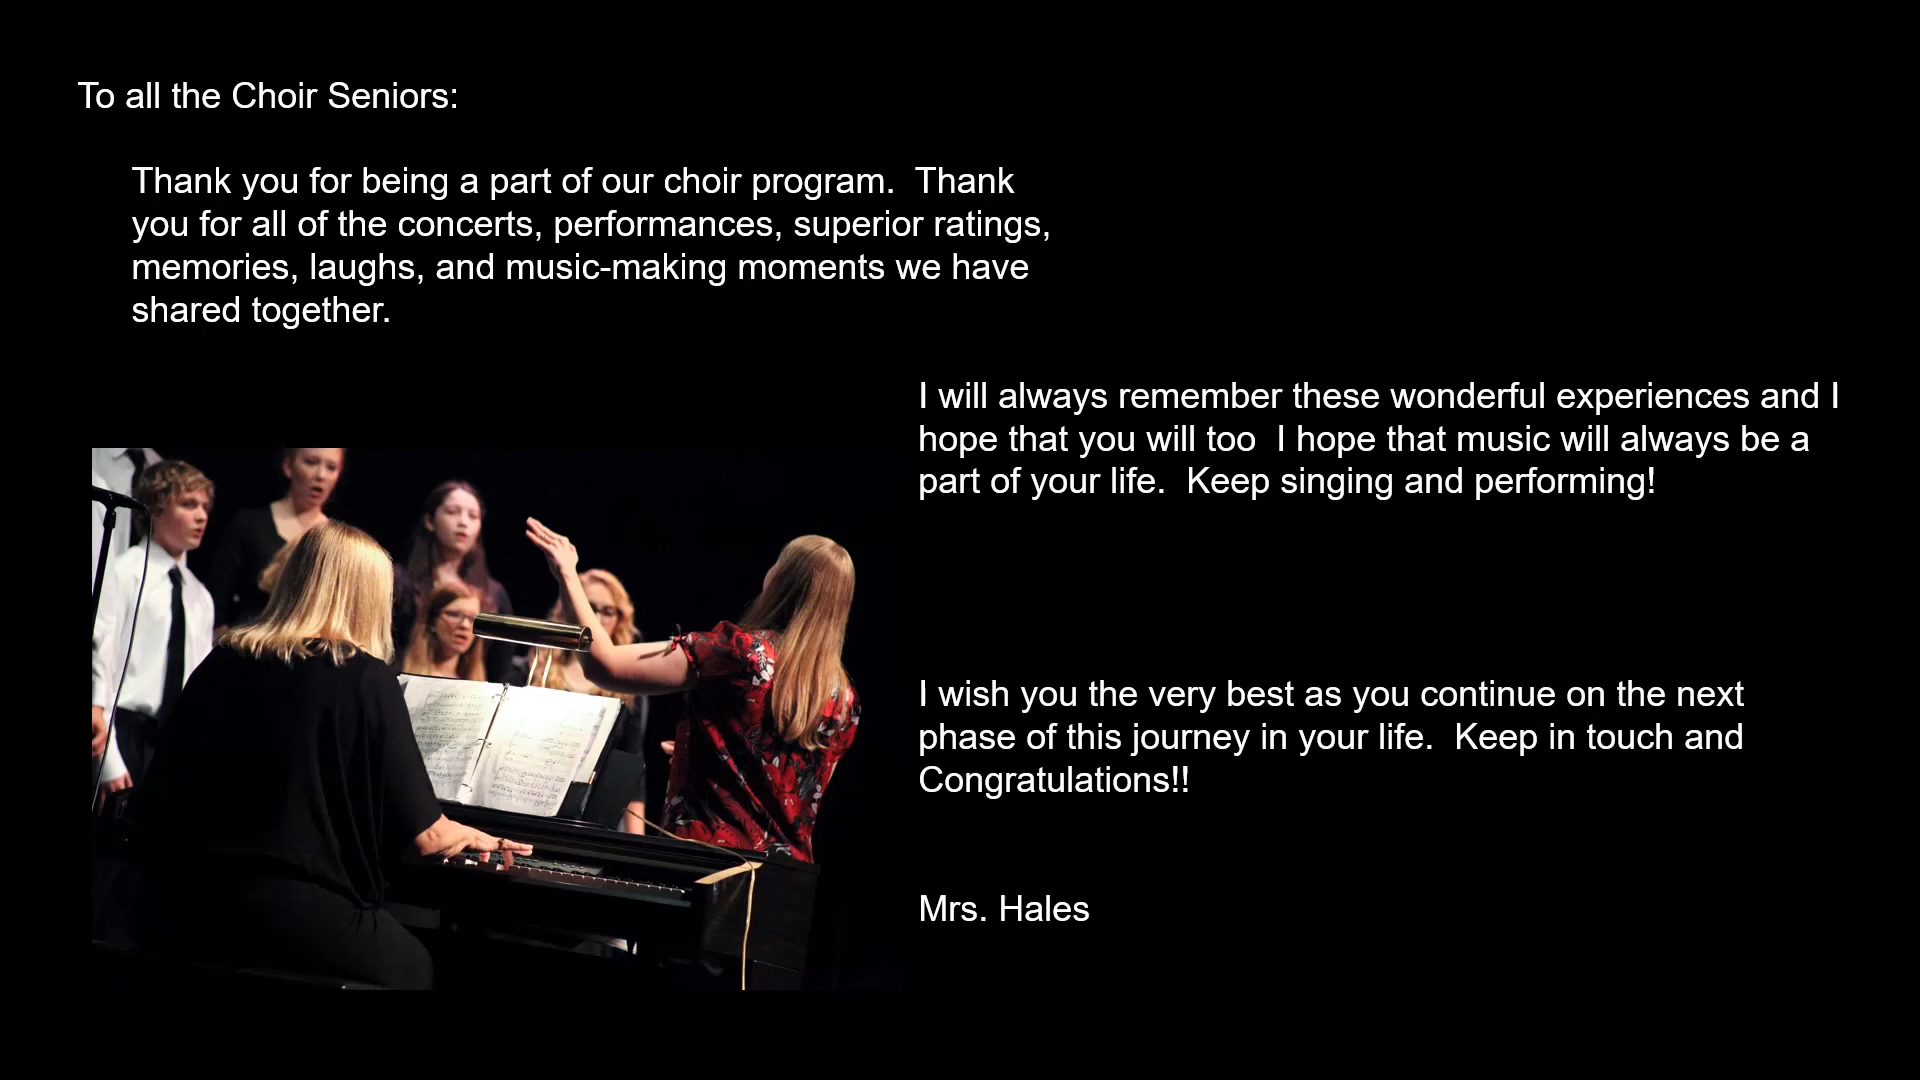 To all the Choir Seniors:
Thank you for being a part of our choir program.  Thank
you for all of the concerts, performances, superior ratings,
memories, laughs, and music-making moments we have
shared together.
I will always remember these wonderful experiences and I
hope that you will too  I hope that music will always be a
part of your life.  Keep singing and performing!
I wish you the very best as you continue on the next
phase of this journey in your life.  Keep in touch and
Congratulations!!
Mrs. Hales